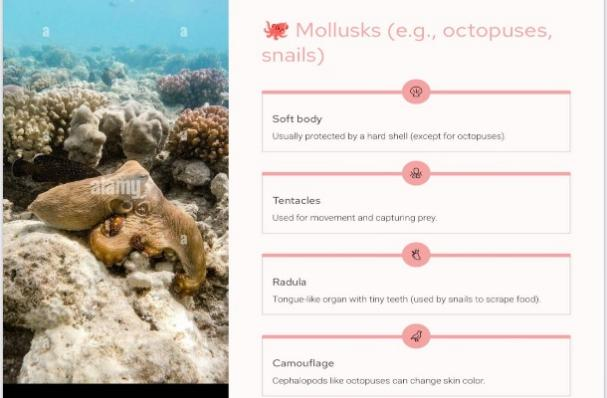 a
a
alamy
a
a
🐙 Mollusks (e.g., octopuses,
snails)
Soft body
Usually protected by a hard shell (except for octopuses).
Tentacles
Used for movement and capturing prey.
Radula
Tongue-like organ with tiny teeth (used by snails to scrape food).
Camouflage
Cephalopods like octopuses can change skin color.